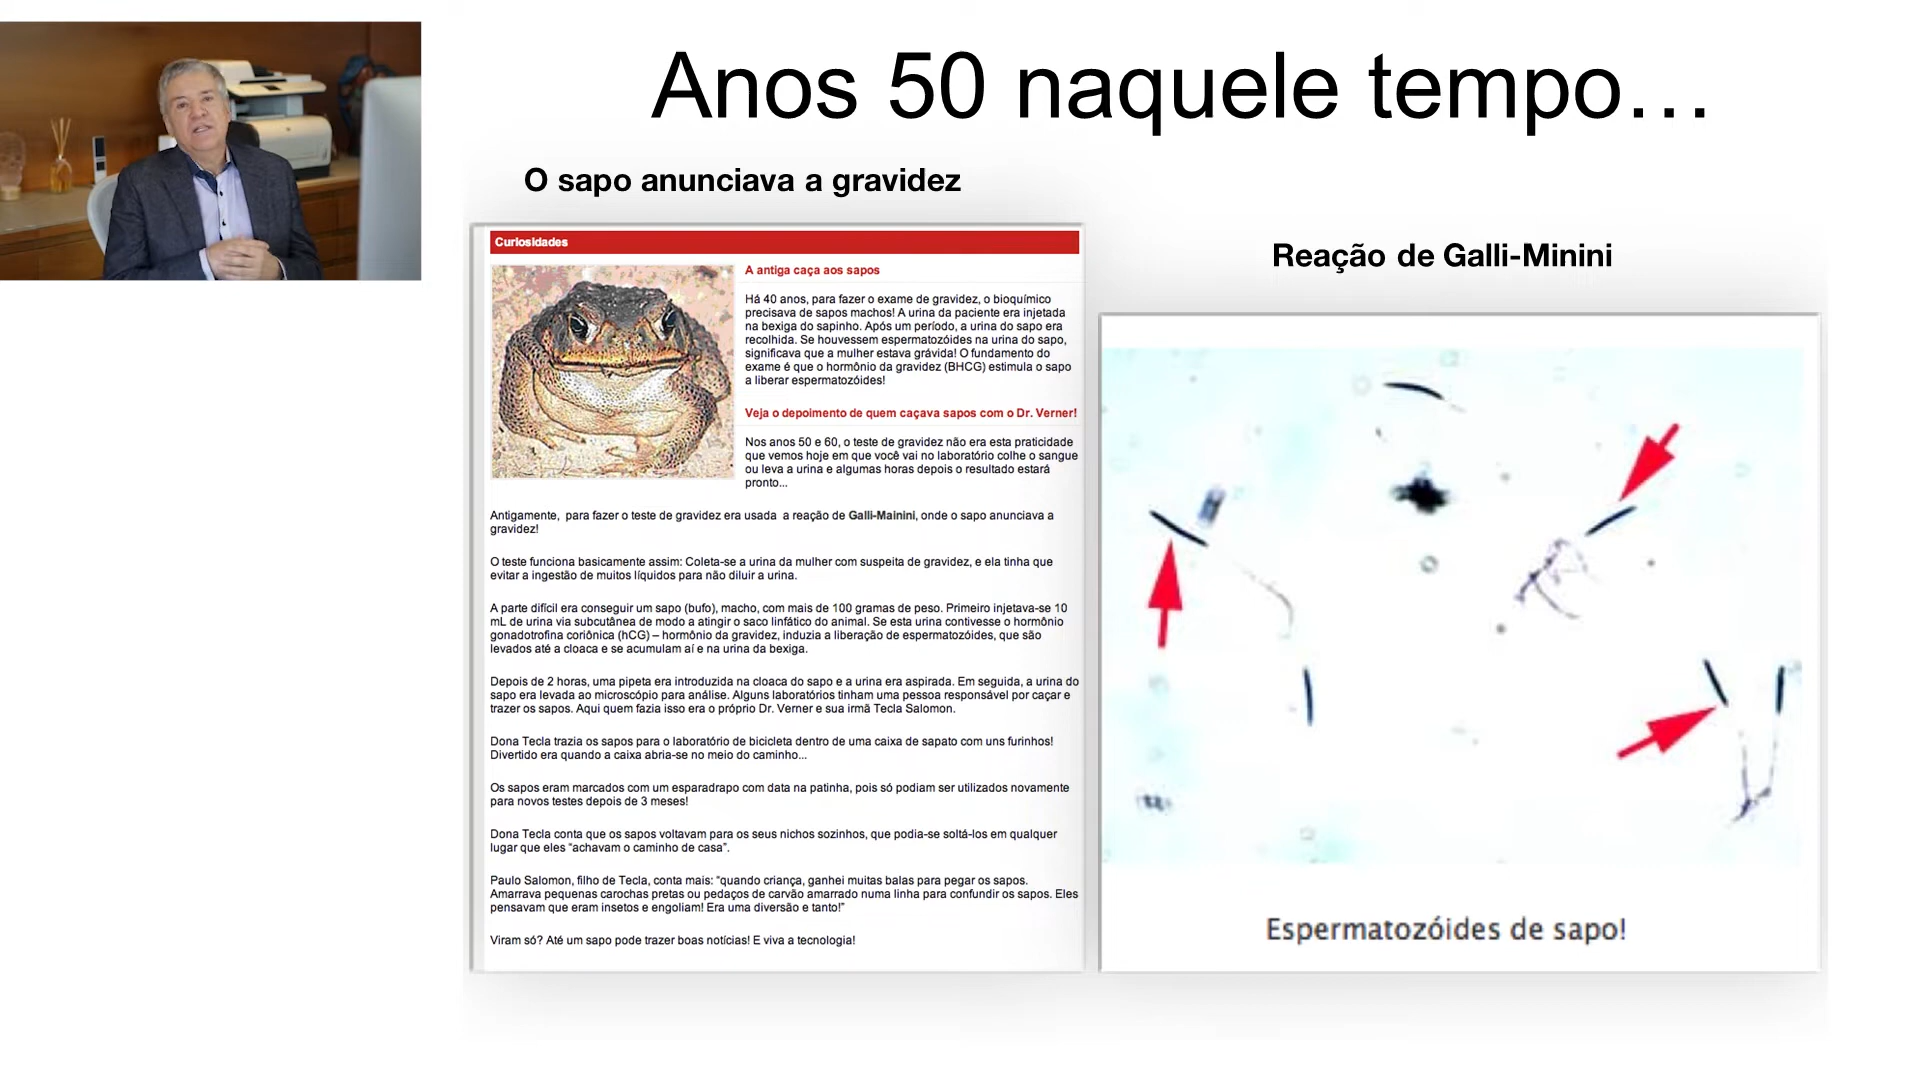 Anos 50 naquele tempo…
O sapo anunciava a gravidez
Curiosidades
A antiga caça aos sapos
Há 40 anos, para fazer o exame de gravidez, o bioquímico
precisava de sapos machos! A urina da paciente era injetada
na bexiga do sapinho. Após um período, a urina do sapo era
recolhida. Se houvessem espermatozóides na urina do sapo,
significava que a mulher estava grávida! O fundamento do
exame é que o hormônio da gravidez (BHCG) estimula o sapo
a liberar espermatozóides!
Veja o depoimento de quem caçava sapos com o Dr. Verner!
Nos anos 50 e 60, o teste de gravidez não era esta praticidade
que vemos hoje em que você vai no laboratório colhe o sangue
ou leva a urina e algumas horas depois o resultado estará
pronto...
Antigamente, para fazer o teste de gravidez era usada a reação de Galli-Mainini, onde o sapo anunciava a
gravidez!
O teste funciona basicamente assim: Coleta-se a urina da mulher com suspeita de gravidez, e ela tinha que
evitar a ingestão de muitos líquidos para não diluir a urina.
A parte difícil era conseguir um sapo (bufo), macho, com mais de 100 gramas de peso. Primeiro injetava-se 10
mL de urina via subcutânea de modo a atingir o saco linfático do animal. Se esta urina contivesse o hormônio
gonadotrofina coriônica (hCG) – hormônio da gravidez, induzia a liberação de espermatozóides, que são
levados até a cloaca e se acumulam aí e na urina da bexiga.
Depois de 2 horas, uma pipeta era introduzida na cloaca do sapo e a urina era aspirada. Em seguida, a urina do
sapo era levada ao microscópio para análise. Alguns laboratórios tinham uma pessoa responsável por caçar e
trazer os sapos. Aqui quem fazia isso era o próprio Dr. Verner e sua irmã Tecla Salomon.
Dona Tecla trazia os sapos para o laboratório de bicicleta dentro de uma caixa de sapato com uns furinhos!
Divertido era quando a caixa abria-se no meio do caminho...
Os sapos eram marcados com um esparadrapo com data na patinha, pois só podiam ser utilizados novamente
para novos testes depois de 3 meses!
Dona Tecla conta que os sapos voltavam para os seus nichos sozinhos, que podia-se soltá-los em qualquer
lugar que eles "achavam o caminho de casa".
Paulo Salomon, filho de Tecla, conta mais: "quando criança, ganhei muitas balas para pegar os sapos.
Amarrava pequenas carochas pretas ou pedaços de carvão amarrado numa linha para confundir os sapos. Eles
pensavam que eram insetos e engoliam! Era uma diversão e tanto!"
Viram só? Até um sapo pode trazer boas notícias! E viva a tecnologia!
Reação de Galli-Minini
Espermatozóides de sapo!